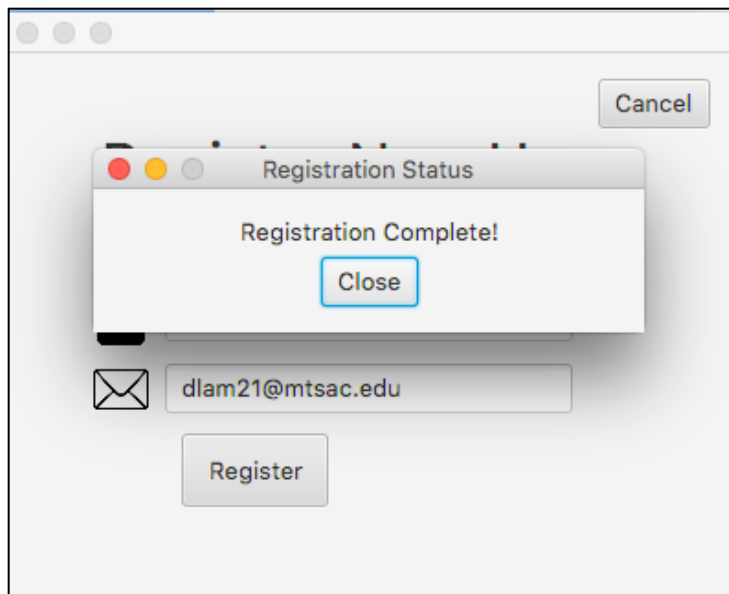 Cancel
Registration Status
Registration Complete!
Close
dlam21@mtsac.edu
Register